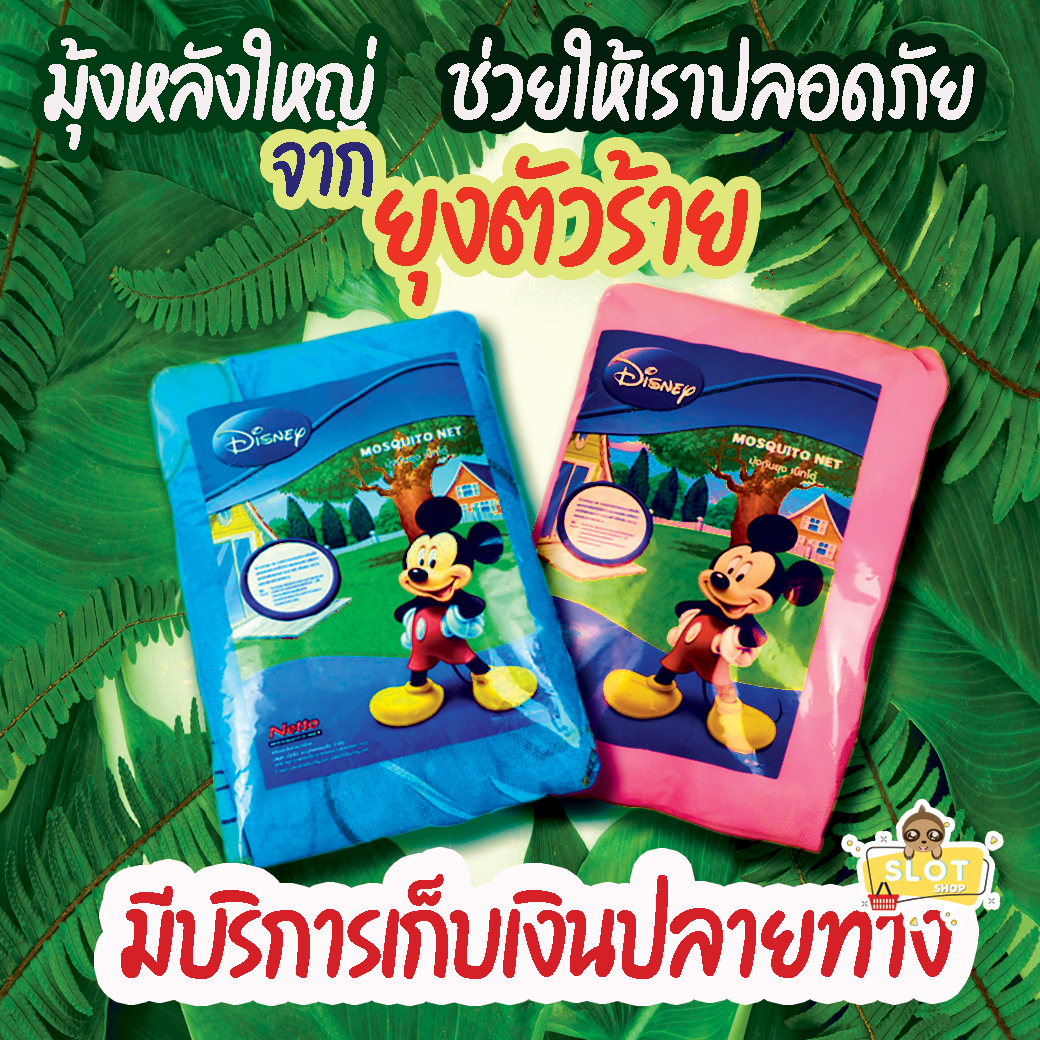 มุ้งหลังใหญ่ ช่วยให้เราปลอดภัย
จาก
ยุงตัวร้าย
Disney
MOSQUITO NET
Disney
MOSQUITO NET
Netto
SLOT
SHOP
มีบริการเก็บเงินปลายทาง